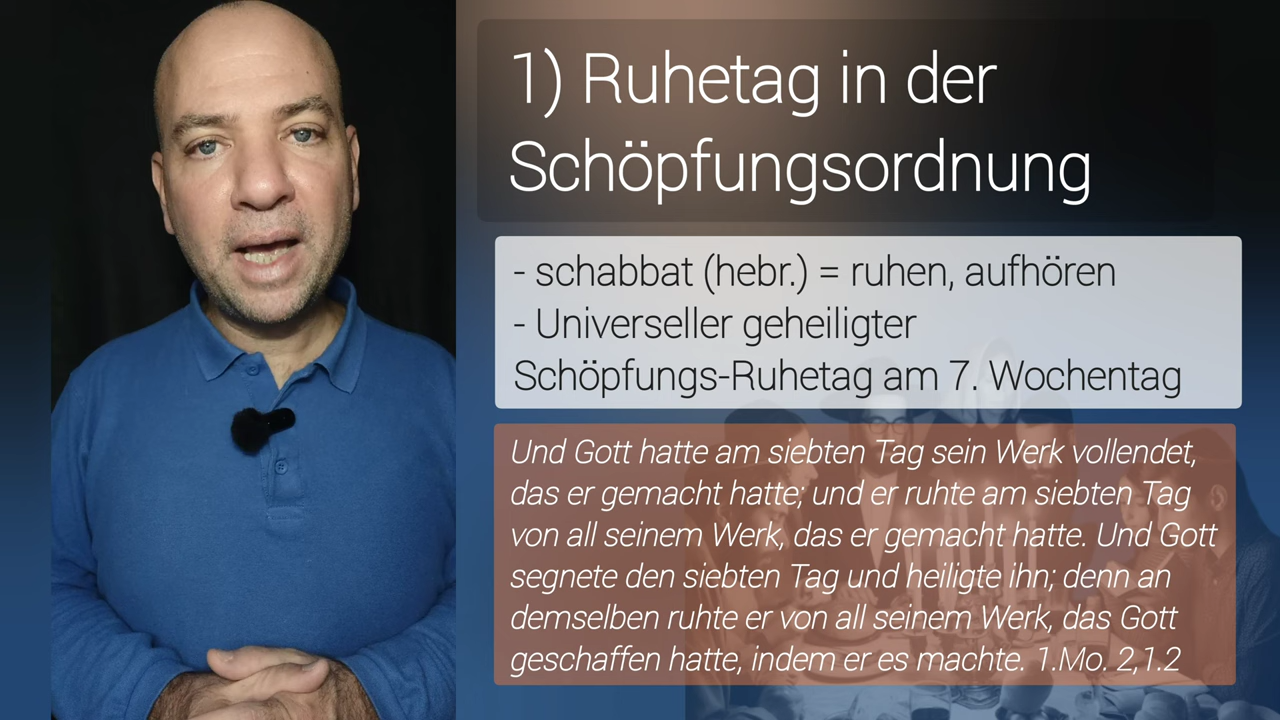 1) Ruhetag in der
Schöpfungsordnung
- schabbat (hebr.) = ruhen, aufhören
- Universeller geheiligter
Schöpfungs-Ruhetag am 7. Wochentag
Und Gott hatte am siebten Tag sein Werk vollendet,
das er gemacht hatte; und er ruhte am siebten Tag
von all seinem Werk, das er gemacht hatte. Und Gott
segnete den siebten Tag und heiligte ihn; denn an
demselben ruhte er von all seinem Werk, das Gott
geschaffen hatte, indem er es machte. 1.Mo. 2,1.2